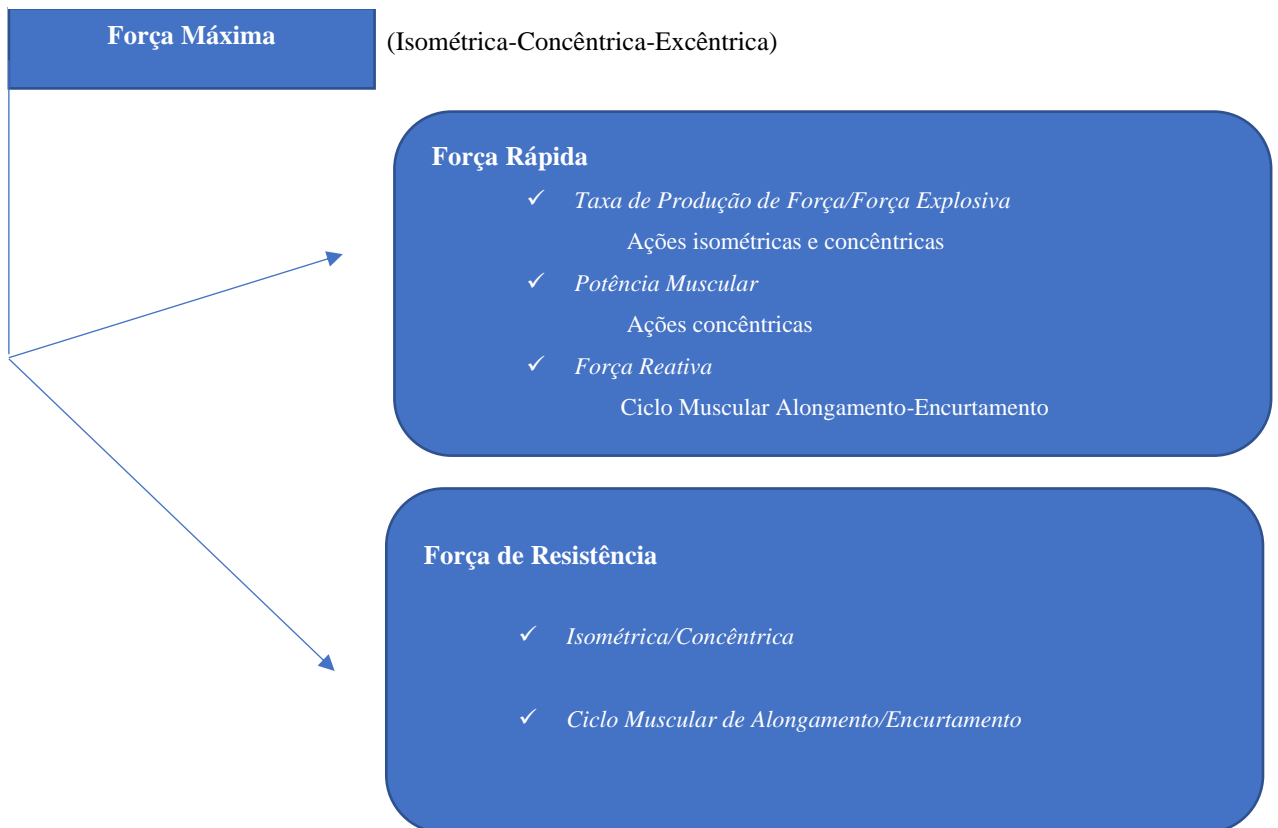 Força Máxima (Isométrica-Concêntrica-Excêntrica)
Força Rápida
✓ Taxa de Produção de Força/Força Explosiva
Ações isométricas e concêntricas
✓ Potência Muscular
Ações concêntricas
✓ Força Reativa
Ciclo Muscular Alongamento-Encurtamento
Força de Resistência
✓ Isométrica/Concêntrica
✓ Ciclo Muscular de Alongamento/Encurtamento